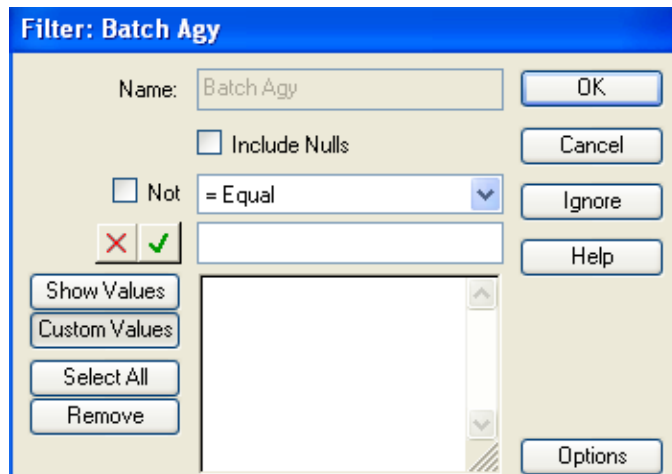 Filter: Batch Agy
Name: Batch Agy OK
Include Nulls Cancel
Not = Equal Ignore
Help
Show Values
Custom Values
Select All
Remove
Options